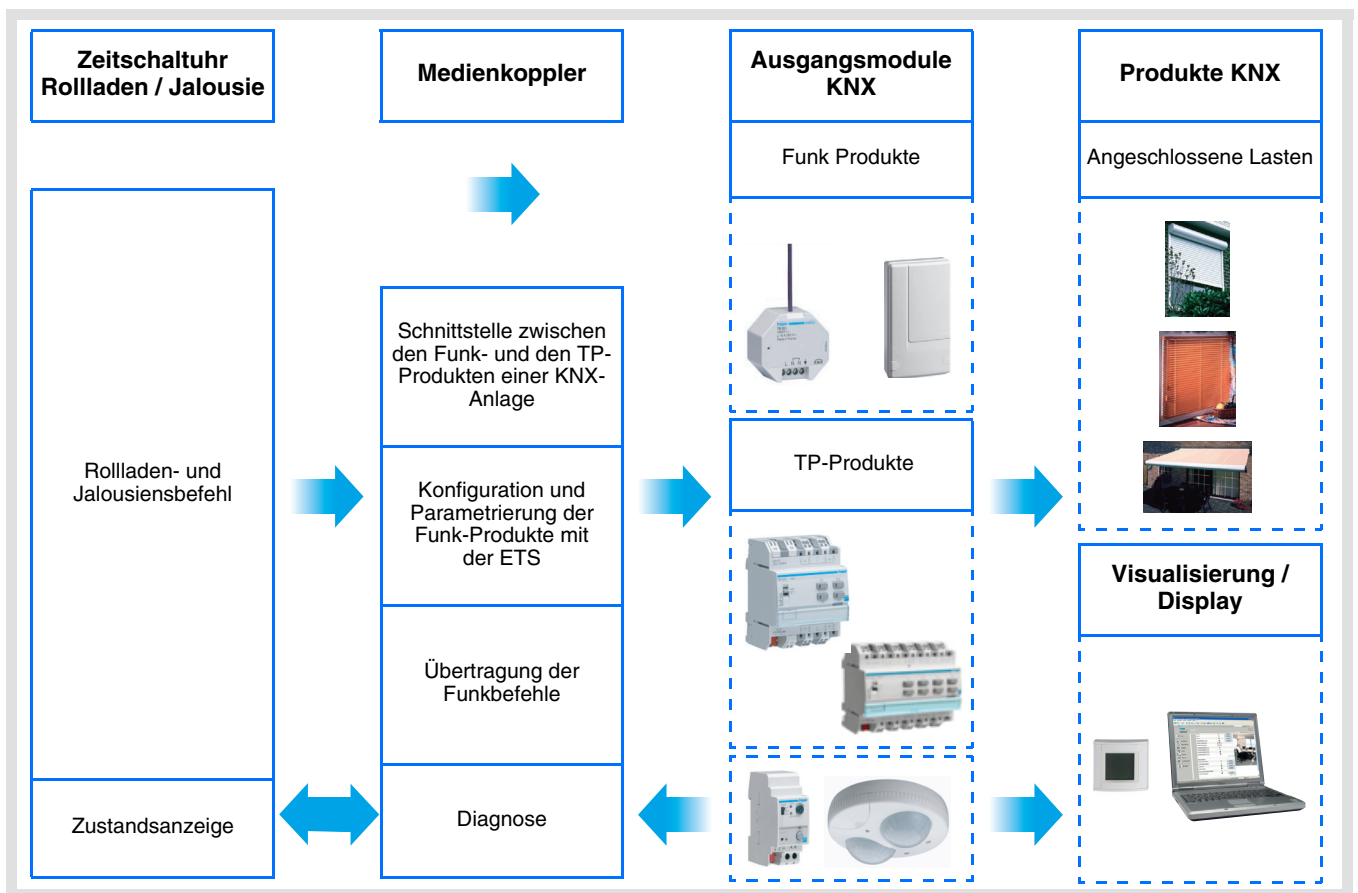 Zeitschaltuhr
Rollladen / Jalousie
Medienkoppler
Ausgangsmodule
KNX
Produkte KNX
Funk Produkte
Angeschlossene Lasten
Rollladen- und
Jalousiensbefehl
Schnittstelle zwischen
den Funk- und den TP-
Produkten einer KNX-
Anlage
Konfiguration und
Parametrierung der
Funk-Produkte mit
der ETS
TP-Produkte
Übertragung der
Funkbefehle
Visualisierung /
Display
Zustandsanzeige
Diagnose